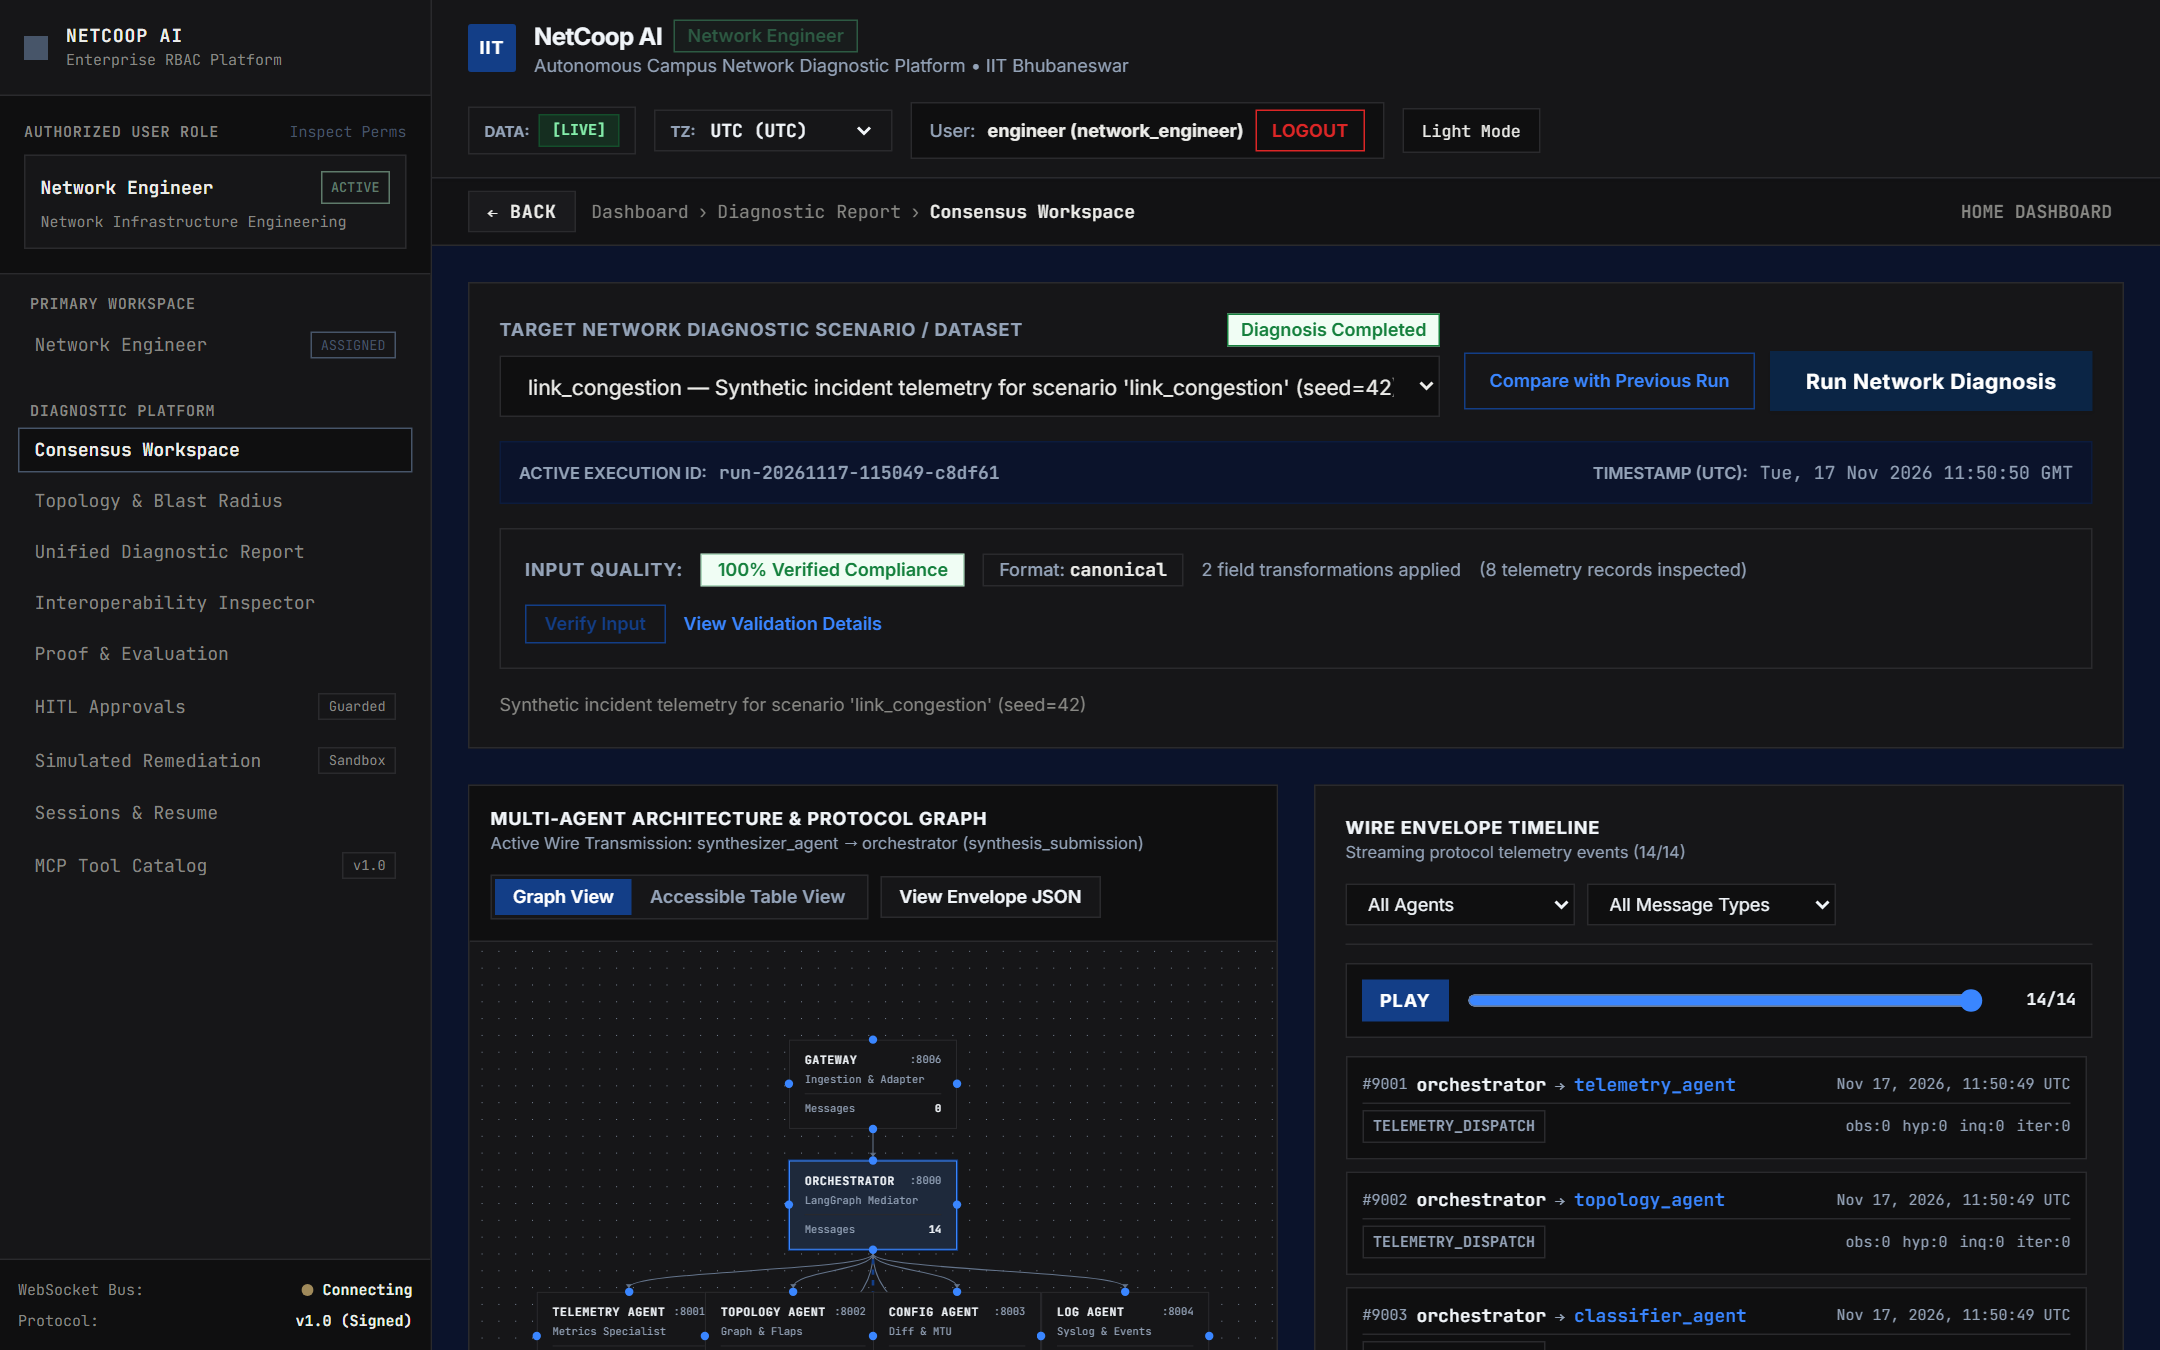 NETCOOP AI
Enterprise RBAC Platform
AUTHORIZED USER ROLE Inspect Perms
Network Engineer ACTIVE
Network Infrastructure Engineering
PRIMARY WORKSPACE
Network Engineer ASSIGNED
DIAGNOSTIC PLATFORM
Consensus Workspace
Topology & Blast Radius
Unified Diagnostic Report
Interoperability Inspector
Proof & Evaluation
HITL Approvals Guarded
Simulated Remediation Sandbox
Sessions & Resume
MCP Tool Catalog v1.0
WebSocket Bus: Connecting
Protocol: v1.0 (Signed)
IIT NetCoop AI Network Engineer
Autonomous Campus Network Diagnostic Platform • IIT Bhubaneswar
DATA: [LIVE] TZ: UTC (UTC) User: engineer (network_engineer) LOGOUT Light Mode
← BACK Dashboard › Diagnostic Report › Consensus Workspace HOME DASHBOARD
TARGET NETWORK DIAGNOSTIC SCENARIO / DATASET Diagnosis Completed
link_congestion — Synthetic incident telemetry for scenario 'link_congestion' (seed=42) Compare with Previous Run Run Network Diagnosis
ACTIVE EXECUTION ID: run-20261117-115049-c8df61 TIMESTAMP (UTC): Tue, 17 Nov 2026 11:50:50 GMT
INPUT QUALITY: 100% Verified Compliance Format: canonical 2 field transformations applied (8 telemetry records inspected)
Verify Input View Validation Details
Synthetic incident telemetry for scenario 'link_congestion' (seed=42)
MULTI-AGENT ARCHITECTURE & PROTOCOL GRAPH
Active Wire Transmission: synthesizer_agent → orchestrator (synthesis_submission)
Graph View Accessible Table View View Envelope JSON
GATEWAY :8006
Ingestion & Adapter
Messages 0
ORCHESTRATOR :8000
LangGraph Mediator
Messages 14
TELEMETRY AGENT :8001 TOPOLOGY AGENT :8002 CONFIG AGENT :8003 LOG AGENT :8004
Metrics Specialist Graph & Flaps Diff & MTU Syslog & Events
WIRE ENVELOPE TIMELINE
Streaming protocol telemetry events (14/14)
All Agents All Message Types
PLAY 14/14
#9001 orchestrator → telemetry_agent Nov 17, 2026, 11:50:49 UTC
TELEMETRY_DISPATCH obs:0 hyp:0 inq:0 iter:0
#9002 orchestrator → topology_agent Nov 17, 2026, 11:50:49 UTC
TELEMETRY_DISPATCH obs:0 hyp:0 inq:0 iter:0
#9003 orchestrator → classifier_agent Nov 17, 2026, 11:50:49 UTC